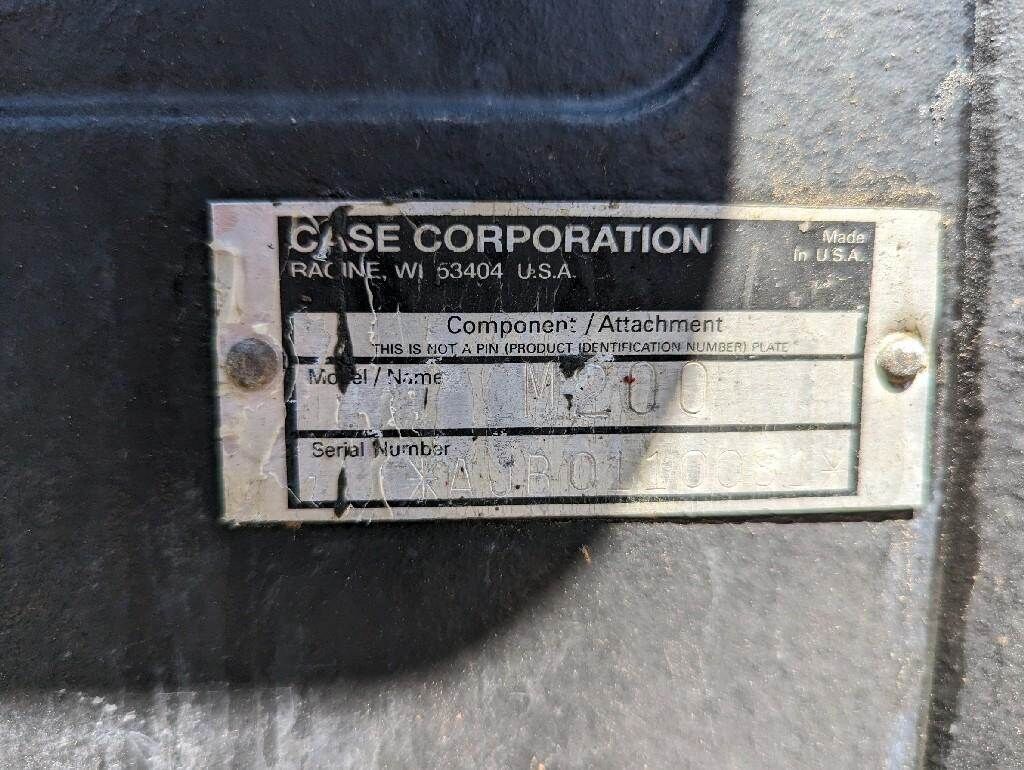 CASE CORPORATION
Made
In U.S.A.
RACINE, WI 53404 U.S.A.
Component/Attachment
THIS IS NOT A PIN (PRODUCT IDENTIFICATION NUMBER) PLATE
Model/Name
M200
Serial Number